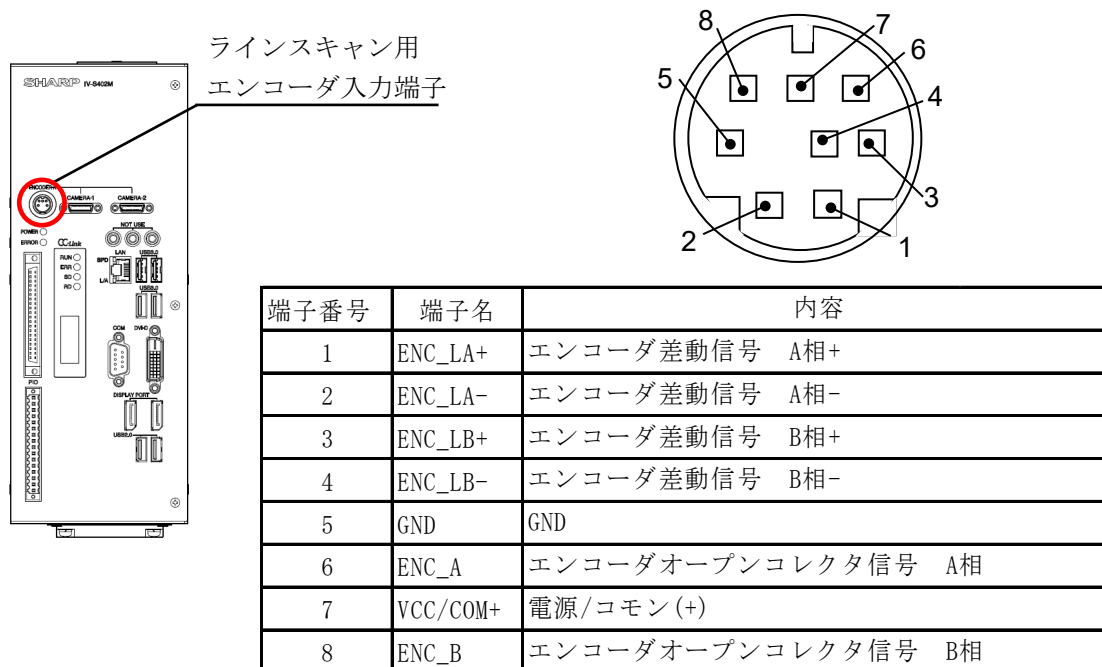 ラインスキャン用
エンコーダ入力端子
SHARP IV-S402M
CAMERA-1 CAMERA-2
NOT USE
POWER
ERROR
CC-Link
RUN
ERR
SD
RD
LAN
SPD
L/A
USB3.0
USB3.0
COM
DVI-D
PIO
DISPLAY PORT
USB2.0
8
7
6
5
4
3
2
1
端子番号 端子名 内容
1 ENC_LA+ エンコーダ差動信号 A相+
2 ENC_LA- エンコーダ差動信号 A相-
3 ENC_LB+ エンコーダ差動信号 B相+
4 ENC_LB- エンコーダ差動信号 B相-
5 GND GND
6 ENC_A エンコーダオープンコレクタ信号 A相
7 VCC/COM+ 電源/コモン(+)
8 ENC_B エンコーダオープンコレクタ信号 B相